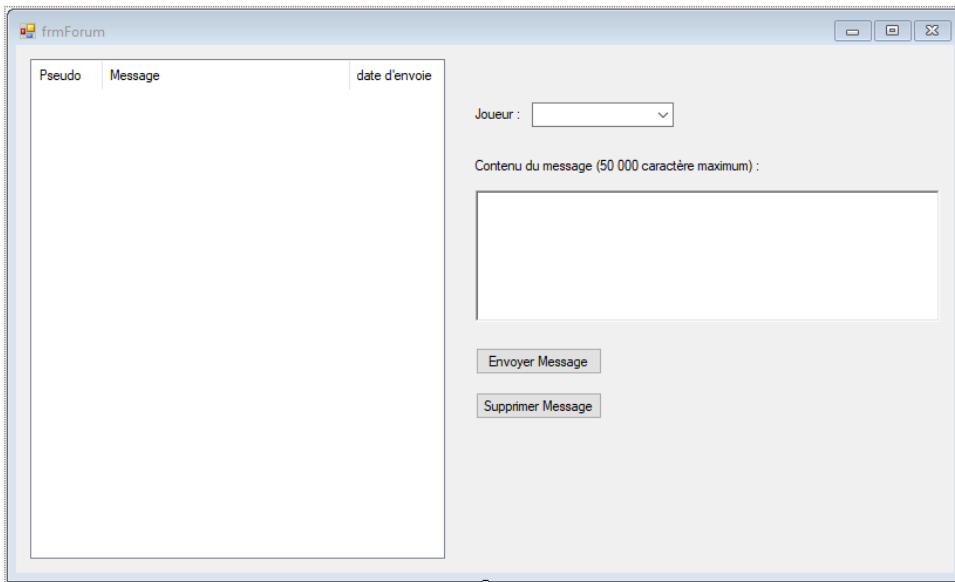 frmForum
Pseudo Message date d'envoie
Joueur :
Contenu du message (50 000 caractère maximum) :
Envoyer Message
Supprimer Message